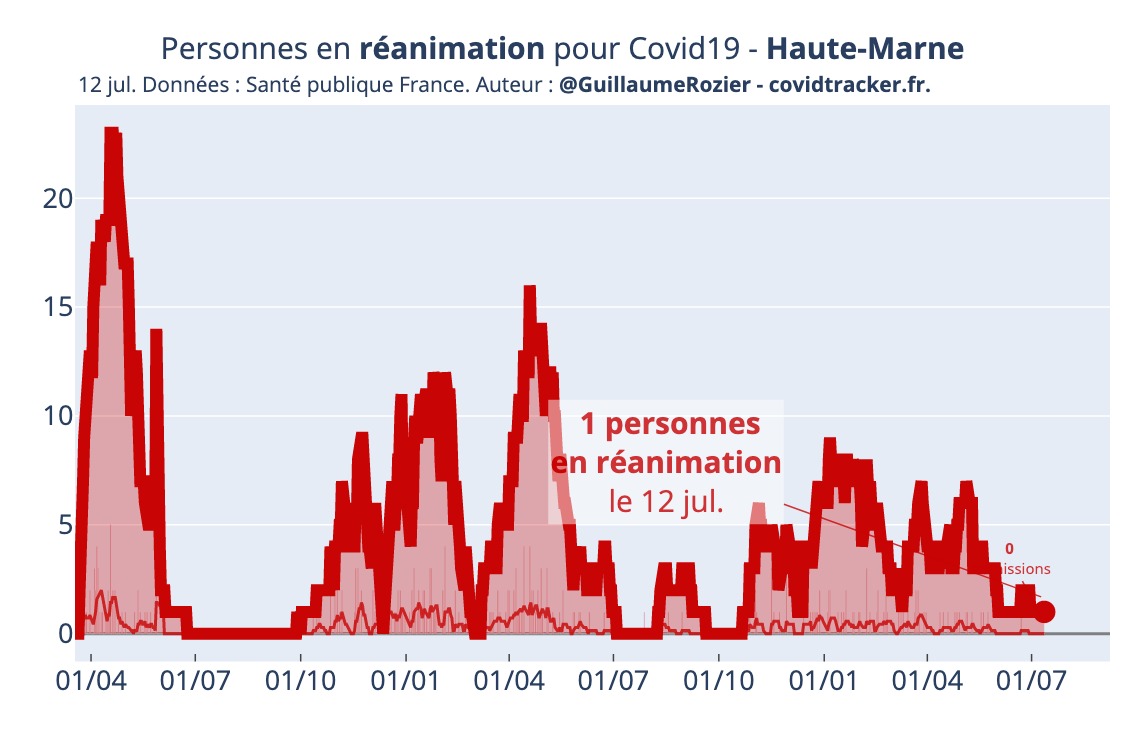 Personnes en réanimation pour Covid19 - Haute-Marne
12 jul. Données : Santé publique France. Auteur : @GuillaumeRozier - covidtracker.fr.
20
15
10
5
0
1 personnes
en réanimation
le 12 jul.
0
01/04 01/07 01/10 01/01 01/04 01/07 01/10 01/01 01/04 01/07